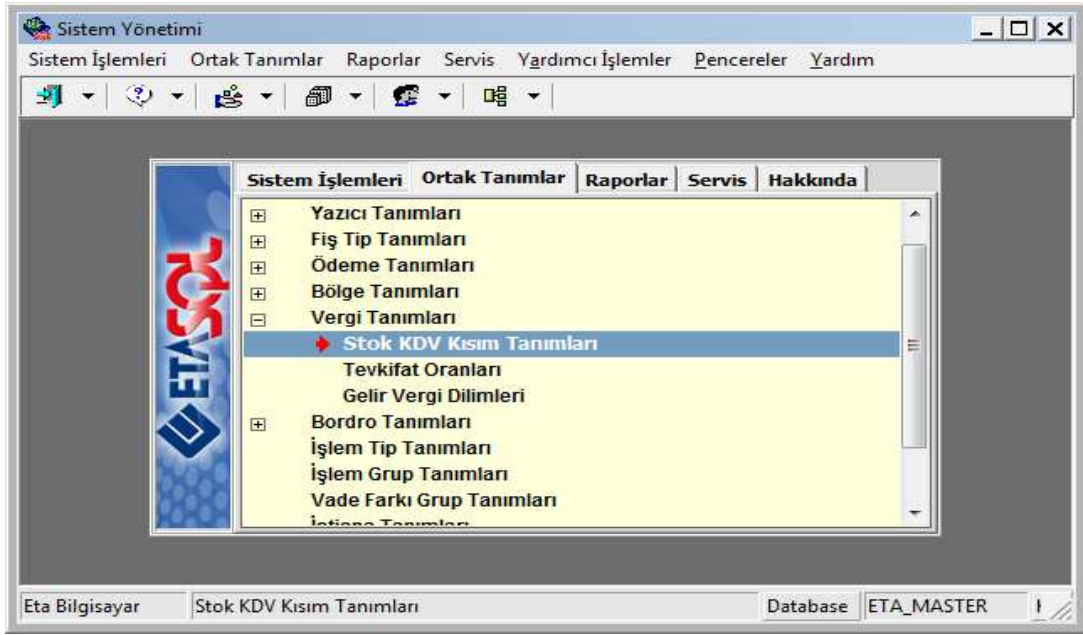 Sistem Yönetimi
Sistem İşlemleri Ortak Tanımlar Raporlar Servis Yardımcı İşlemler Pencereler Yardım
Sistem İşlemleri Ortak Tanımlar Raporlar Servis Hakkında
Yazıcı Tanımları
Fiş Tip Tanımları
Ödeme Tanımları
Bölge Tanımları
Vergi Tanımları
Stok KDV Kısım Tanımları
Tevkifat Oranları
Gelir Vergi Dilimleri
Bordro Tanımları
İşlem Tip Tanımları
İşlem Grup Tanımları
Vade Farkı Grup Tanımları
ETASQL
Eta Bilgisayar Stok KDV Kısım Tanımları Database ETA_MASTER